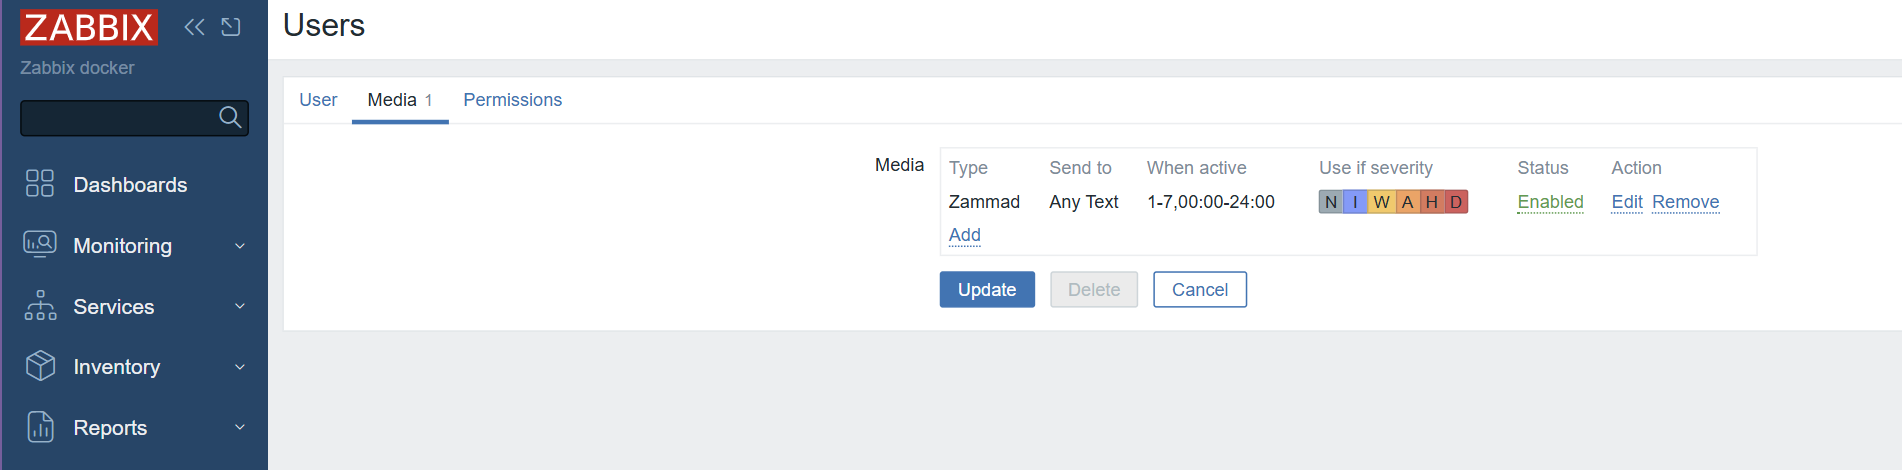 ZABBIX
Zabbix docker
Dashboards
Monitoring
Services
Inventory
Reports
Users
User Media 1 Permissions
Media
Type Send to When active Use if severity Status Action
Zammad Any Text 1-7,00:00-24:00 N I W A H D Enabled Edit Remove
Add
Update Delete Cancel